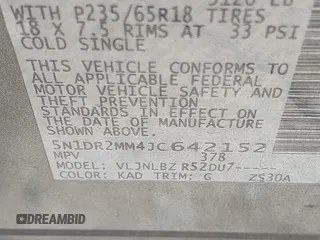 WITH P235/65R18 TIRES
18 X 7.5 RIMS AT 33 PSI
COLD SINGLE
THIS VEHICLE CONFORMS TO
ALL APPLICABLE U.S. FEDERAL
MOTOR VEHICLE SAFETY AND
THEFT PREVENTION
STANDARDS IN EFFECT ON THE
DATE OF MANUFACTURE
5N1DR2MM4JC642152
MPV 378
MODEL: VLJNLBZ R52DU7-----
COLOR: KAD TRIM: G ZS30A
DREAMBID